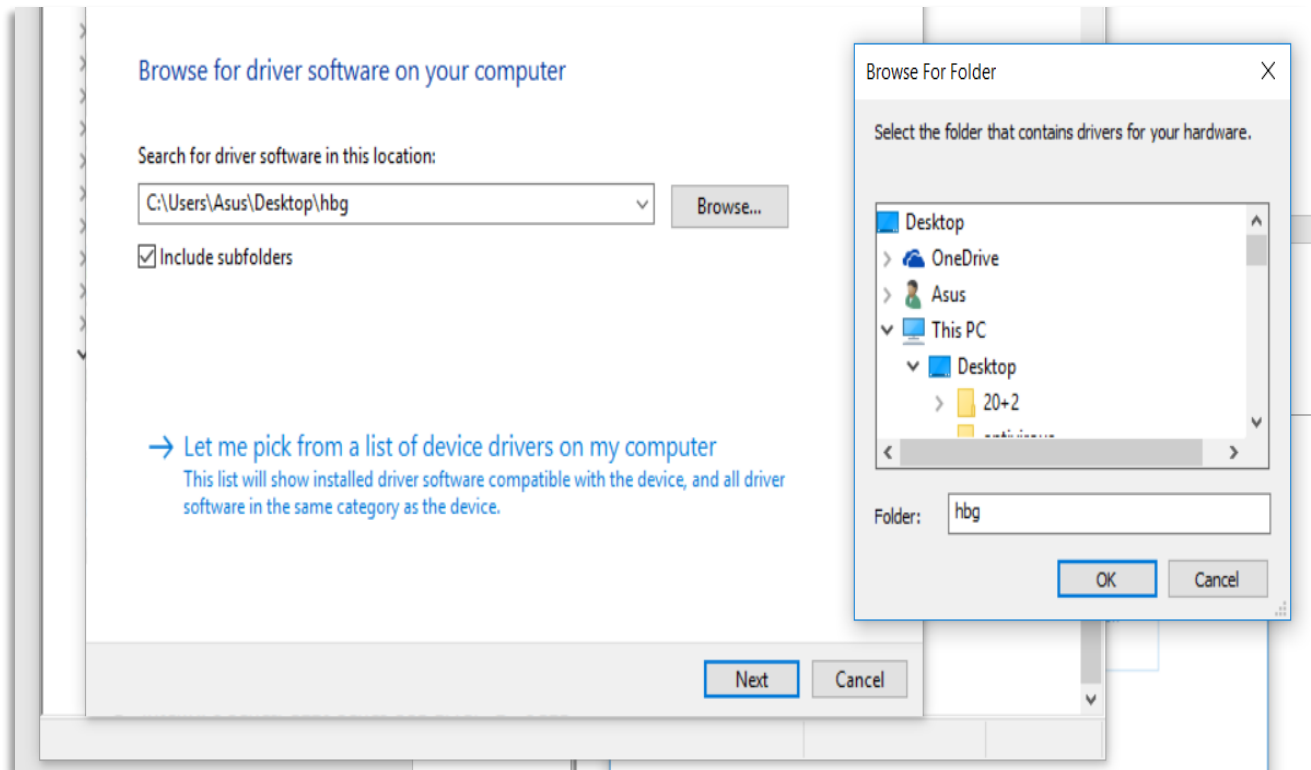 Browse for driver software on your computer
Search for driver software in this location:
C:\Users\Asus\Desktop\hbg
Browse...
Include subfolders
Let me pick from a list of device drivers on my computer
This list will show installed driver software compatible with the device, and all driver
software in the same category as the device.
Next
Cancel
Browse For Folder
Select the folder that contains drivers for your hardware.
Desktop
OneDrive
Asus
This PC
Desktop
20+2
Folder:
hbg
OK
Cancel